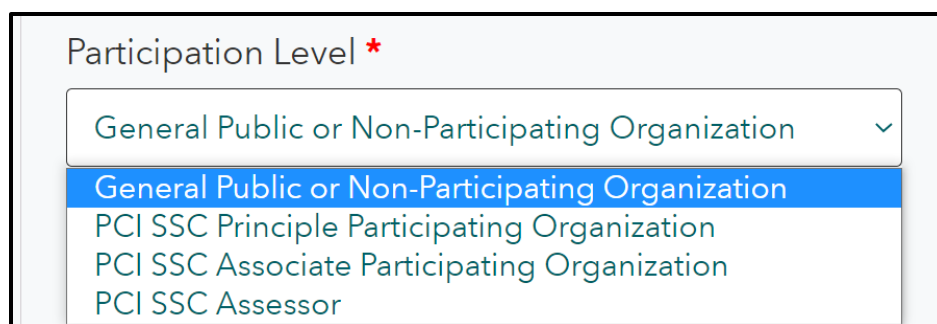 Participation Level *
General Public or Non-Participating Organization
General Public or Non-Participating Organization
PCI SSC Principle Participating Organization
PCI SSC Associate Participating Organization
PCI SSC Assessor